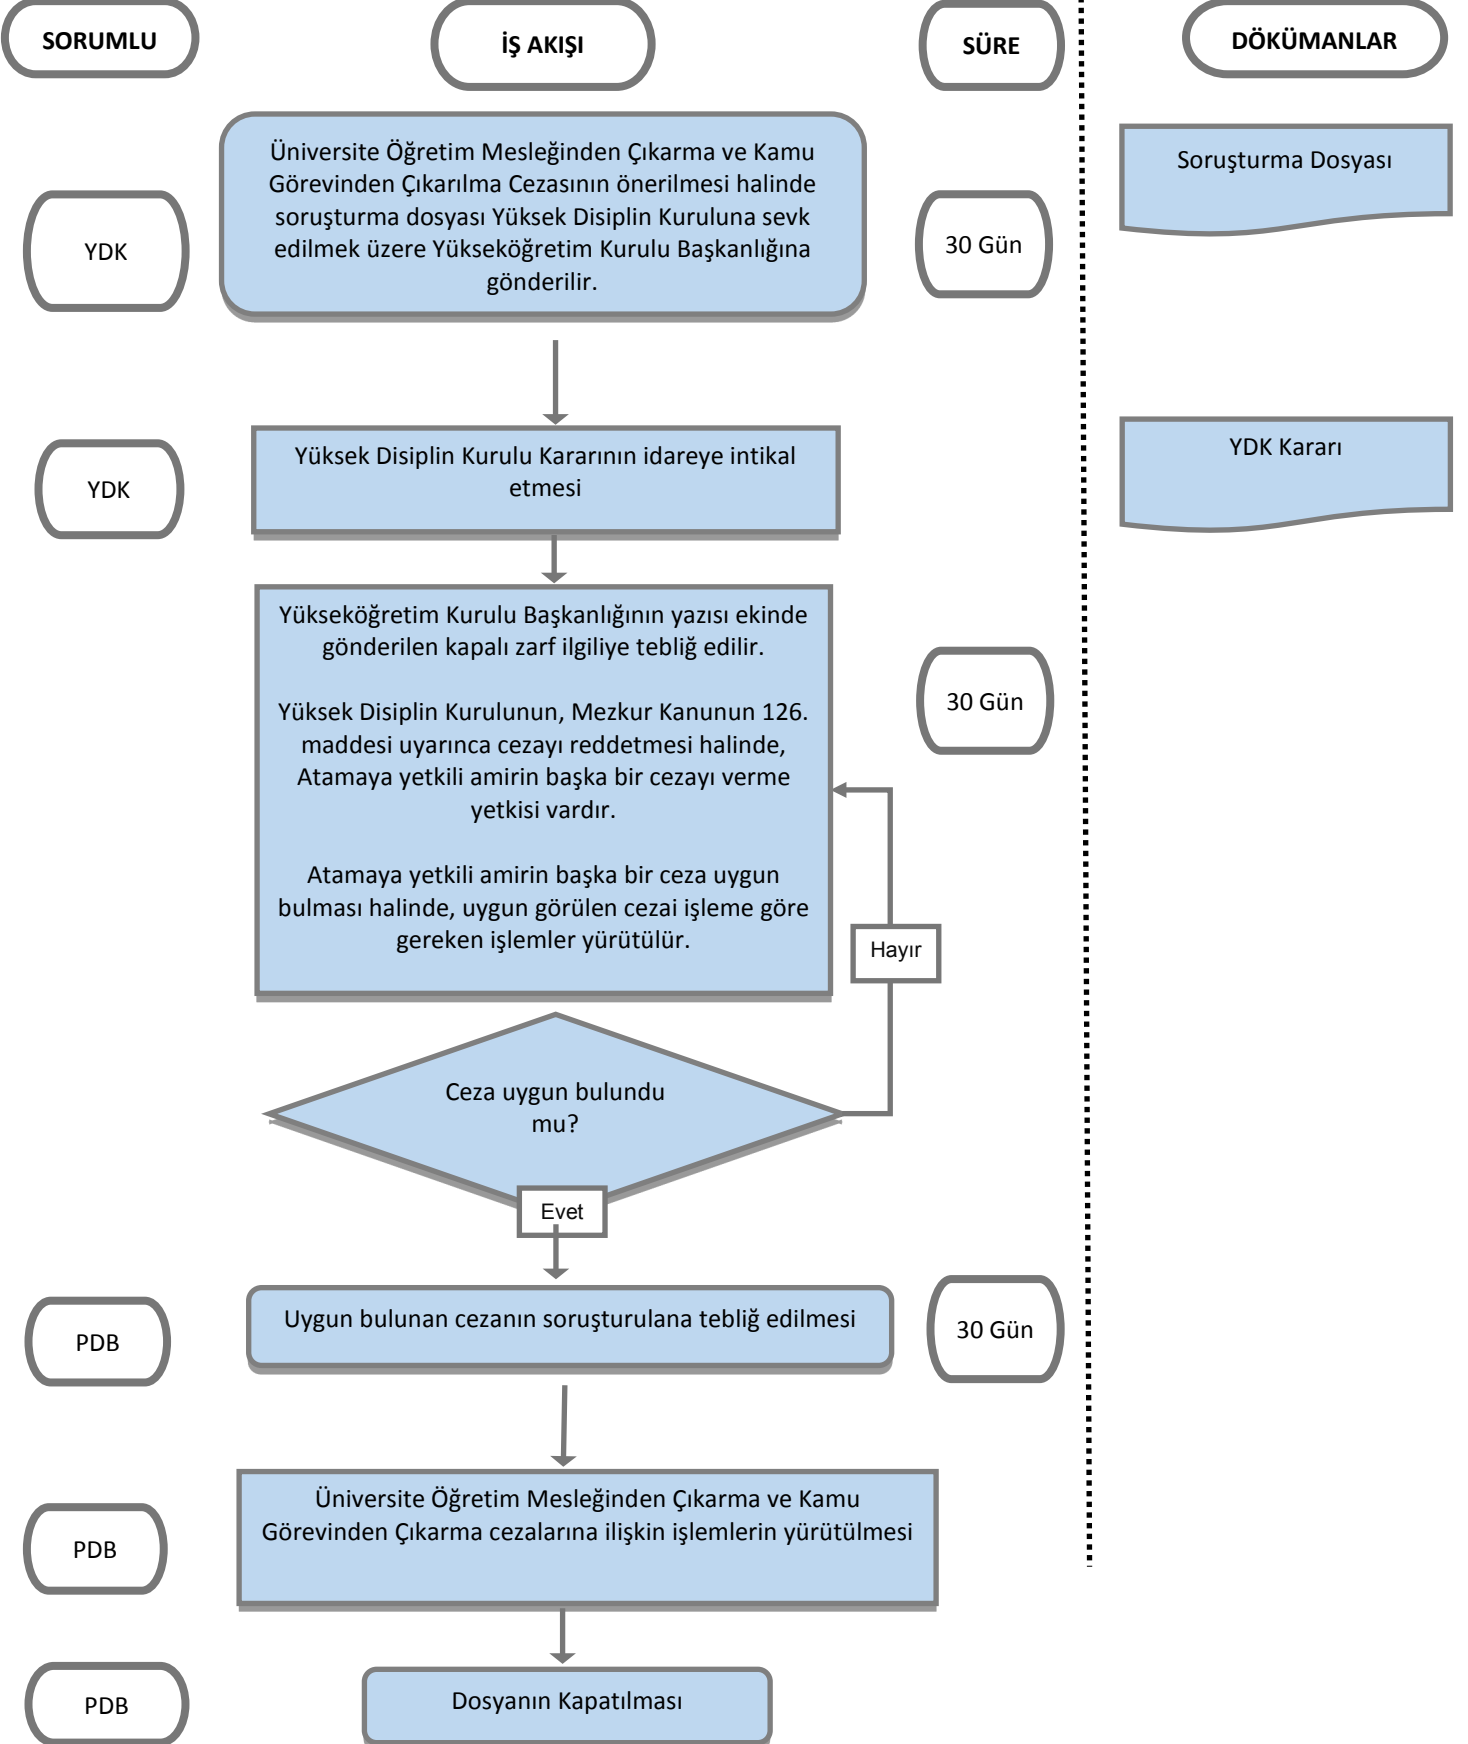 SORUMLU
İŞ AKIŞI
SÜRE
DÖKÜMANLAR
YDK
Üniversite Öğretim Mesleğinden Çıkarma ve Kamu
Görevinden Çıkarılma Cezasının önerilmesi halinde
soruşturma dosyası Yüksek Disiplin Kuruluna sevk
edilmek üzere Yükseköğretim Kurulu Başkanlığına
gönderilir.
30 Gün
Soruşturma Dosyası
YDK
Yüksek Disiplin Kurulu Kararının idareye intikal
etmesi
YDK Kararı
Yükseköğretim Kurulu Başkanlığının yazısı ekinde
gönderilen kapalı zarf ilgiliye tebliğ edilir.
Yüksek Disiplin Kurulunun, Mezkur Kanunun 126.
maddesi uyarınca cezayı reddetmesi halinde,
Atamaya yetkili amirin başka bir cezayı verme
yetkisi vardır.
Atamaya yetkili amirin başka bir ceza uygun
bulması halinde, uygun görülen cezai işleme göre
gereken işlemler yürütülür.
30 Gün
Hayır
Ceza uygun bulundu
mu?
Evet
PDB
Uygun bulunan cezanın soruşturulana tebliğ edilmesi
30 Gün
PDB
Üniversite Öğretim Mesleğinden Çıkarma ve Kamu
Görevinden Çıkarma cezalarına ilişkin işlemlerin yürütülmesi
PDB
Dosyanın Kapatılması